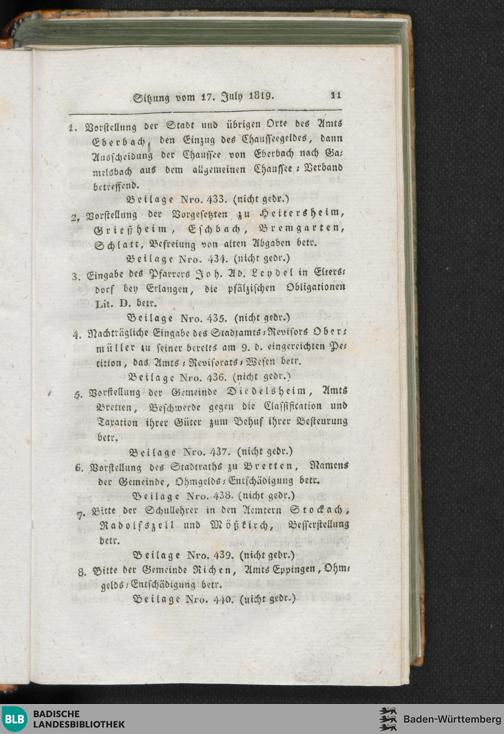 Sitzung vom 17. July 1819. 11
1. Vorstellung der Stadt und übrigen Orte des Amts
Eberbach, den Einzug des Chausseegeldes, dann
Ausscheidung der Chaussee von Eberbach nach Ga-
melsbach aus dem allgemeinen Chaussee-Verband
betreffend.
Beilage Nro. 433. (nicht gedr.)
2. Vorstellung der Vorgesetzten zu Heitersheim,
Grießheim, Eschbach, Bremgarten,
Schlatt, Befreiung von alten Abgaben betr.
Beilage Nro. 434. (nicht gedr.)
3. Eingabe des Pfarrers Joh. Ad. Leydel in Elters-
dorf bey Erlangen, die pfälzischen Obligationen
Lit. D. betr.
Beilage Nro. 435. (nicht gedr.)
4. Nachträgliche Eingabe des Stadtamts-Revisors Ober-
müller zu seiner bereits am 9. d. eingereichten Pe-
tition, das Amts-Revisorats-Wesen betr.
Beilage Nro. 436. (nicht gedr.)
5. Vorstellung der Gemeinde Diedelsheim, Amts
Bretten, Beschwerde gegen die Classification und
Taxation ihrer Güter zum Behuf ihrer Besteurung
betr.
Beilage Nro. 437. (nicht gedr.)
6. Vorstellung des Stadtraths zu Bretten, Namens
der Gemeinde, Ohmgelds-Entschädigung betr.
Beilage Nro. 438. (nicht gedr.)
7. Bitte der Schullehrer in den Aemtern Stockach,
Radolfszell und Mößkirch, Besserstellung
betr.
Beilage Nro. 439. (nicht gedr.)
8. Bitte der Gemeinde Richen, Amts Eppingen, Ohm-
gelds-Entschädigung betr.
Beilage Nro. 440. (nicht gedr.)
BLB BADISCHE
LANDESBIBLIOTHEK
Baden-Württemberg